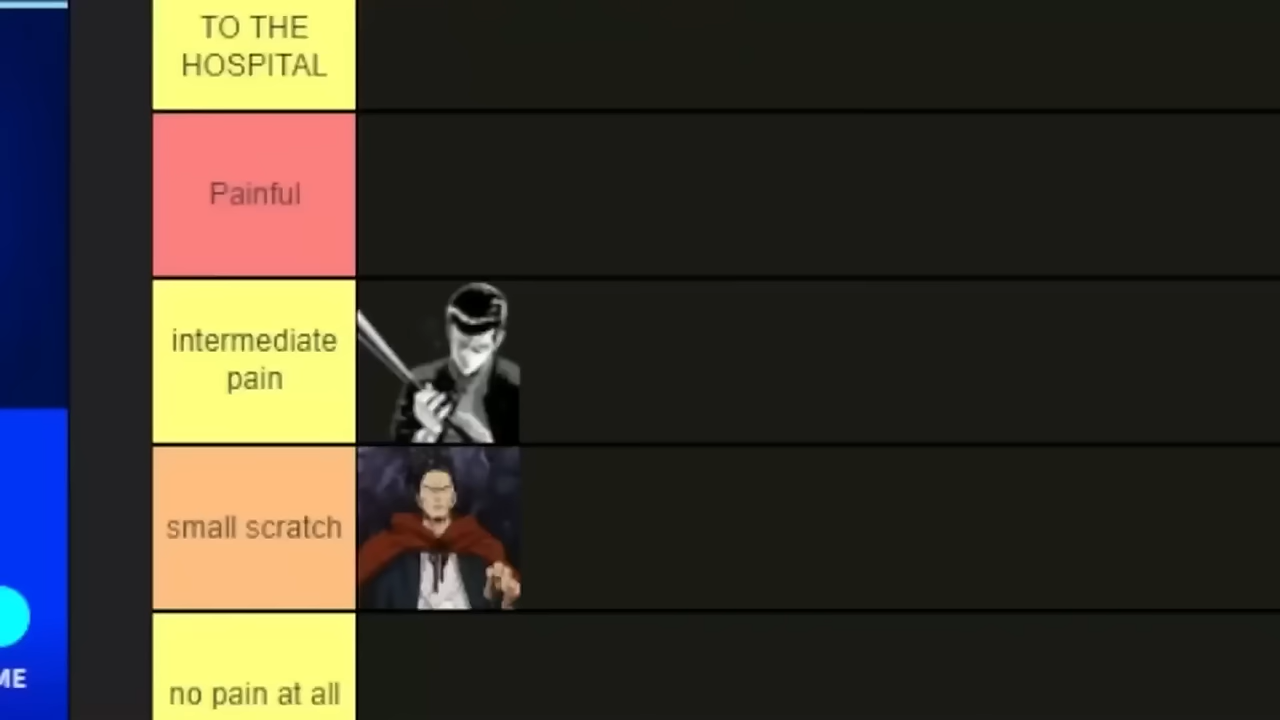 TO THE
HOSPITAL
Painful
intermediate
pain
small scratch
no pain at all
ME